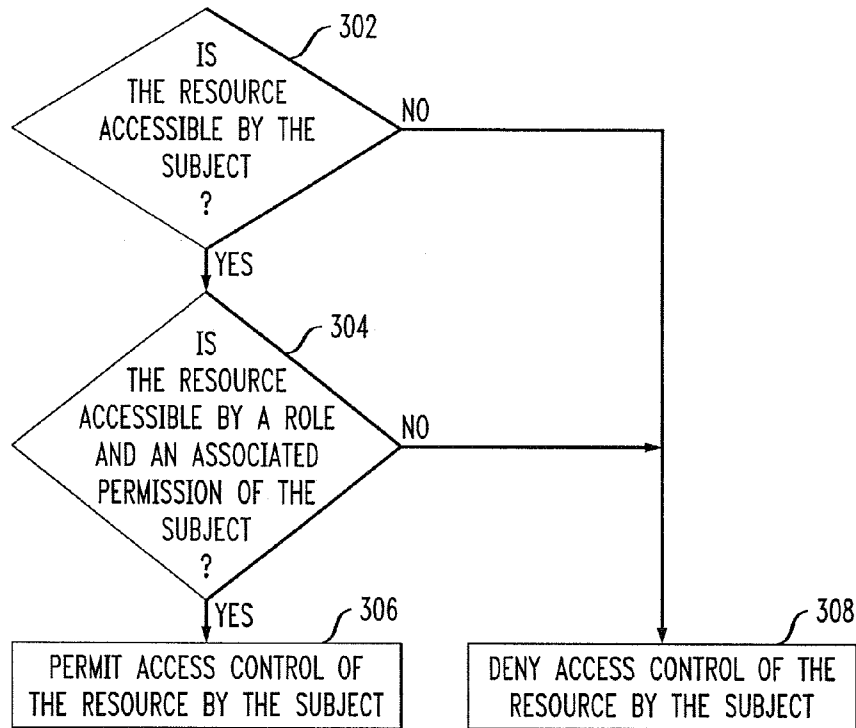 302
IS
THE RESOURCE
ACCESSIBLE BY THE
SUBJECT
?
NO
YES
304
IS
THE RESOURCE
ACCESSIBLE BY A ROLE
AND AN ASSOCIATED
PERMISSION OF THE
SUBJECT
?
NO
YES
306
PERMIT ACCESS CONTROL OF
THE RESOURCE BY THE SUBJECT
308
DENY ACCESS CONTROL OF THE
RESOURCE BY THE SUBJECT